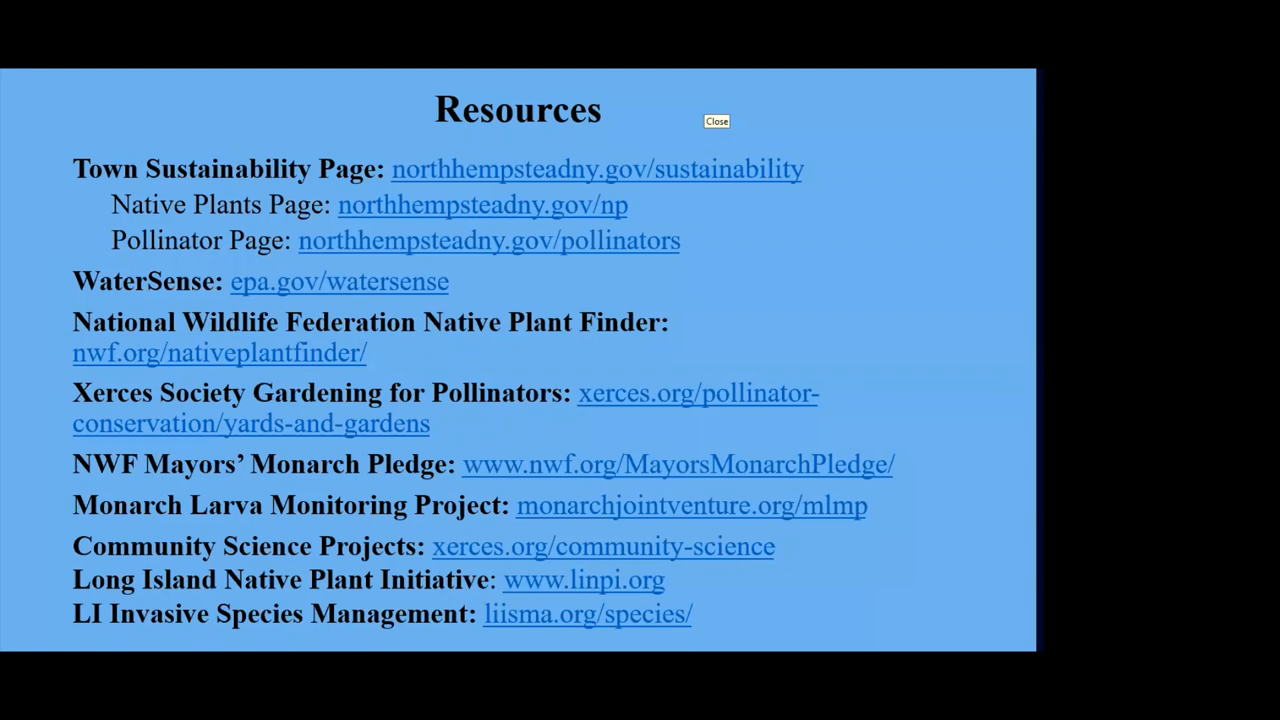 Resources
Close
Town Sustainability Page: northhempsteadny.gov/sustainability
Native Plants Page: northhempsteadny.gov/np
Pollinator Page: northhempsteadny.gov/pollinators
WaterSense: epa.gov/watersense
National Wildlife Federation Native Plant Finder:
nwf.org/nativeplantfinder/
Xerces Society Gardening for Pollinators: xerces.org/pollinator-
conservation/yards-and-gardens
NWF Mayors’ Monarch Pledge: www.nwf.org/MayorsMonarchPledge/
Monarch Larva Monitoring Project: monarchjointventure.org/mlmp
Community Science Projects: xerces.org/community-science
Long Island Native Plant Initiative: www.linpi.org
LI Invasive Species Management: liisma.org/species/